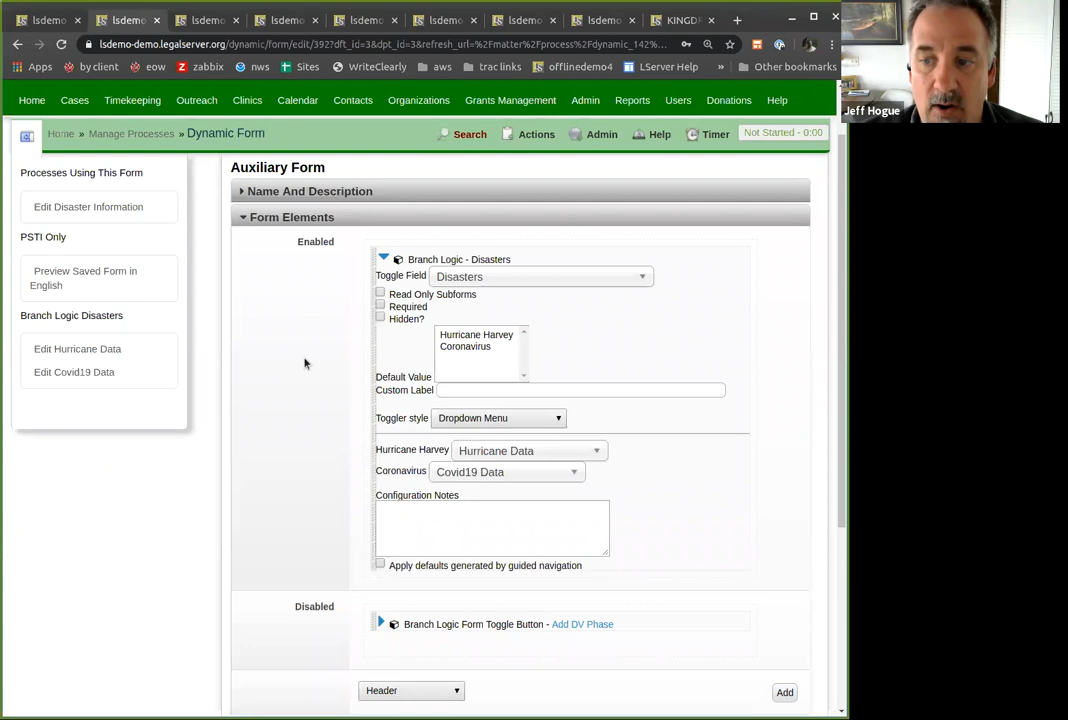 lsdemo
lsdemo
lsdemo
lsdemo
lsdemo
lsdemo
lsdemo
lsdemo
KINGDF
lsdemo-demo.legalserver.org/dynamic/form/edit/392?dft_id=3&dpt_id=3&refresh_url=%2Fmatter%2Fprocess%2Fdynamic_142%...
Apps
by client
eow
zabbix
nws
Sites
WriteClearly
aws
trac links
offlinedemo4
LServer Help
»
Other bookmarks
Jeff Hogue
Home Cases Timekeeping Outreach Clinics Calendar Contacts Organizations Grants Management Admin Reports Users Donations Help
Home » Manage Processes » Dynamic Form
Search Actions Admin Help Timer Not Started - 0:00
Processes Using This Form
Edit Disaster Information
PSTI Only
Preview Saved Form in
English
Branch Logic Disasters
Edit Hurricane Data
Edit Covid19 Data
Auxiliary Form
Name And Description
Form Elements
Enabled
Branch Logic - Disasters
Toggle Field Disasters
Read Only Subforms
Required
Hidden?
Hurricane Harvey
Coronavirus
Default Value
Custom Label
Toggler style Dropdown Menu
Hurricane Harvey Hurricane Data
Coronavirus Covid19 Data
Configuration Notes
Apply defaults generated by guided navigation
Disabled
Branch Logic Form Toggle Button - Add DV Phase
Header
Add